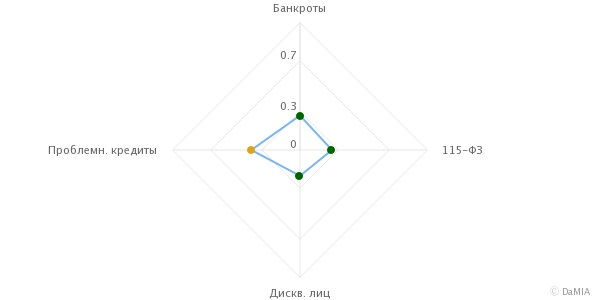 Банкроты
0.7
0.3
0
Проблемн. кредиты
115-ФЗ
Дискв. лиц
© DaMIA